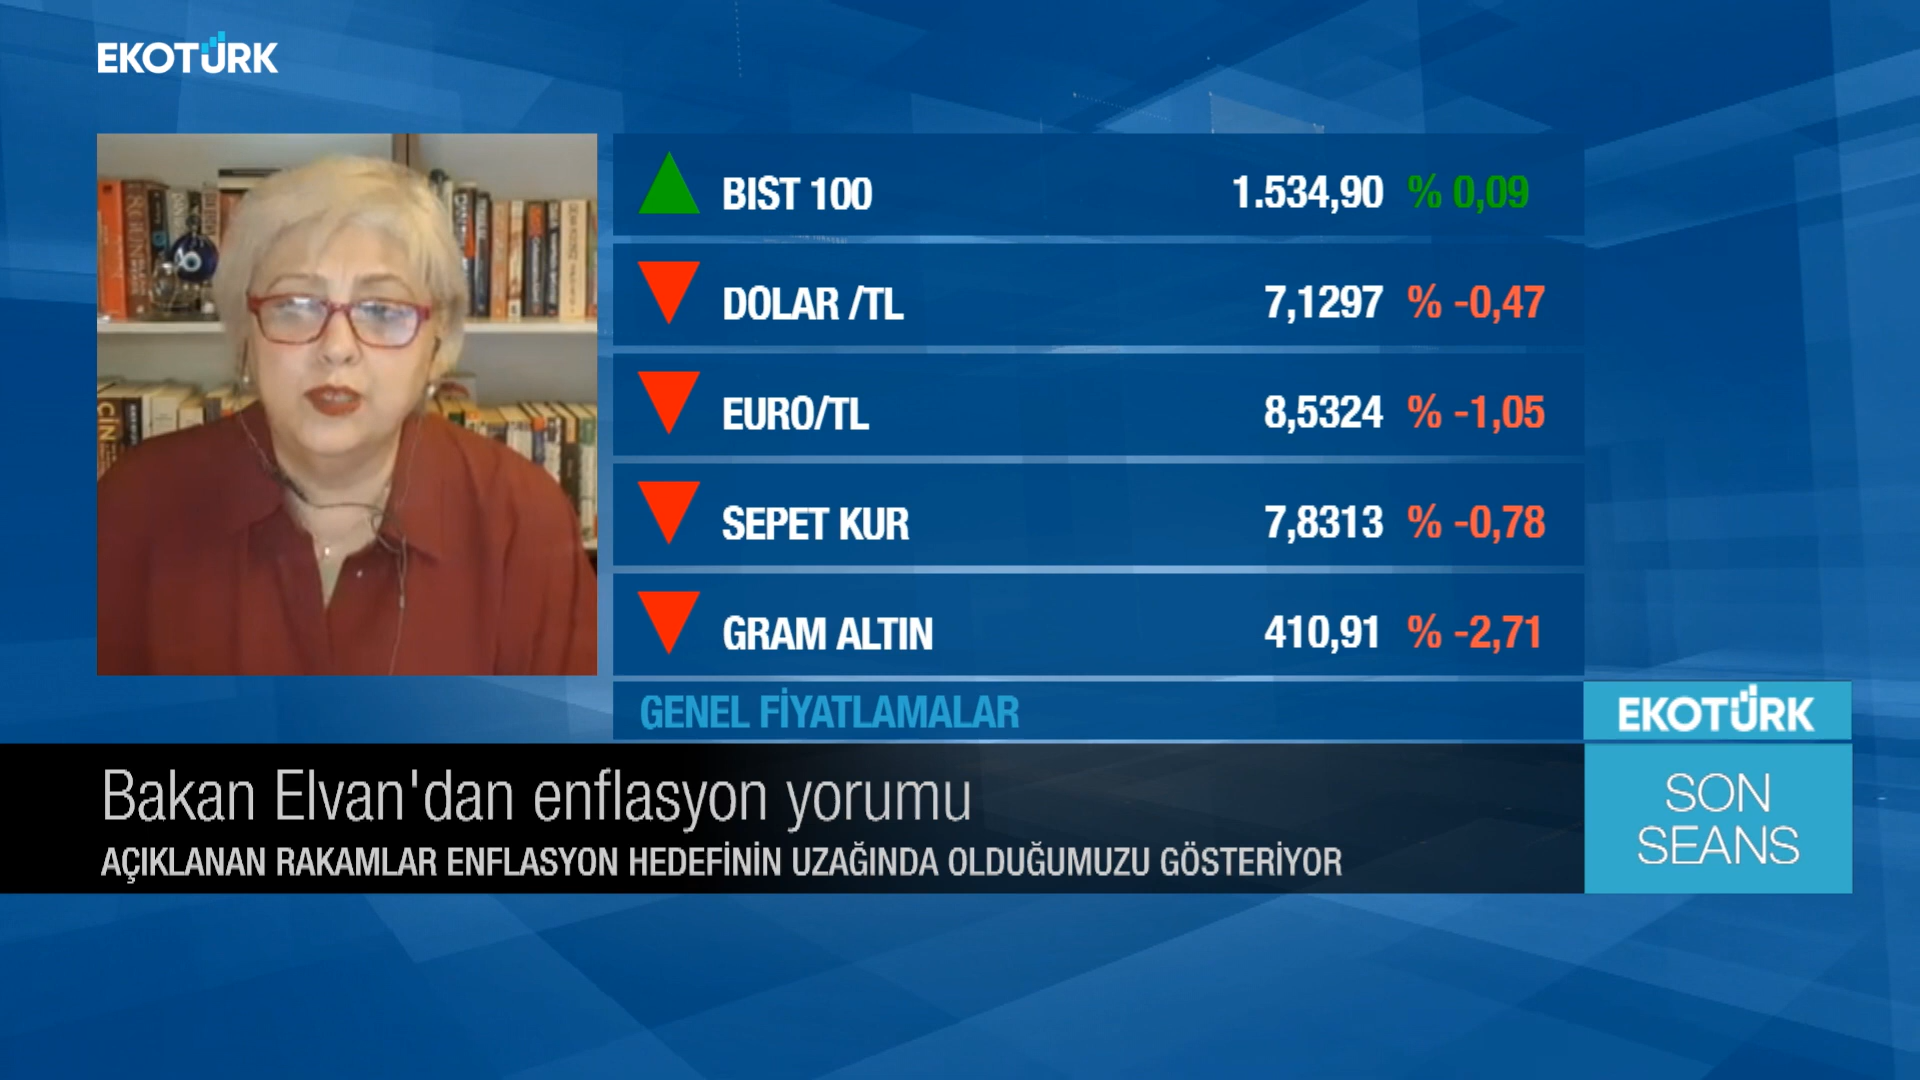 EKOTÜRK
BIST 100 1.534,90 % 0,09
DOLAR /TL 7,1297 % -0,47
EURO/TL 8,5324 % -1,05
SEPET KUR 7,8313 % -0,78
GRAM ALTIN 410,91 % -2,71
GENEL FİYATLAMALAR
EKOTÜRK
Bakan Elvan'dan enflasyon yorumu
AÇIKLANAN RAKAMLAR ENFLASYON HEDEFİNİN UZAĞINDA OLDUĞUMUZU GÖSTERİYOR
SON
SEANS
ÇİN